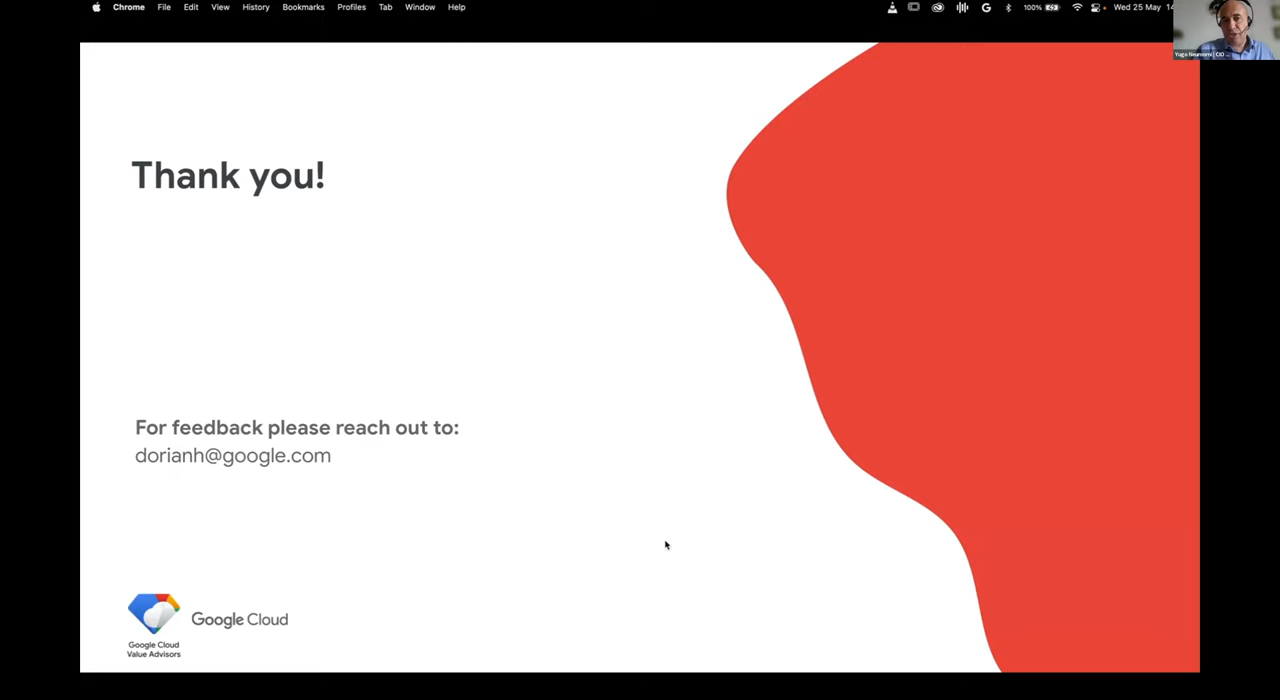 Chrome File Edit View History Bookmarks Profiles Tab Window Help
G 100% Wed 25 May
CIO
Thank you!
For feedback please reach out to:
dorianh@google.com
Google Cloud
Google Cloud
Value Advisors